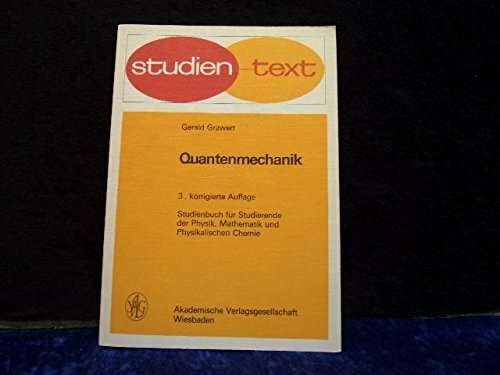 studien-text
Gerald Grawert
Quantenmechanik
3., korrigierte Auflage
Studienbuch für Studierende
der Physik, Mathematik und
Physikalischen Chemie
Akademische Verlagsgesellschaft
Wiesbaden